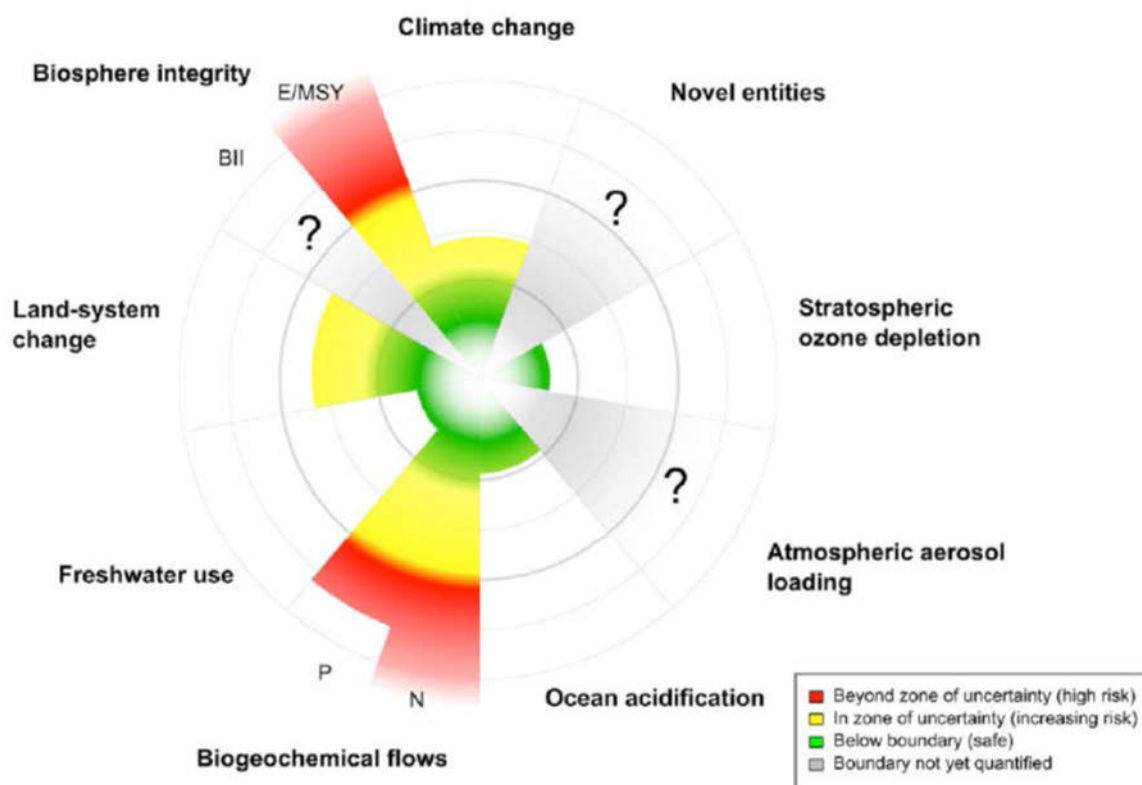 Climate change
Biosphere integrity
E/MSY
Novel entities
BII
?
?
Land-system
change
Stratospheric
ozone depletion
?
Atmospheric aerosol
loading
Freshwater use
P
N
Ocean acidification
Biogeochemical flows
Beyond zone of uncertainty (high risk)
In zone of uncertainty (increasing risk)
Below boundary (safe)
Boundary not yet quantified